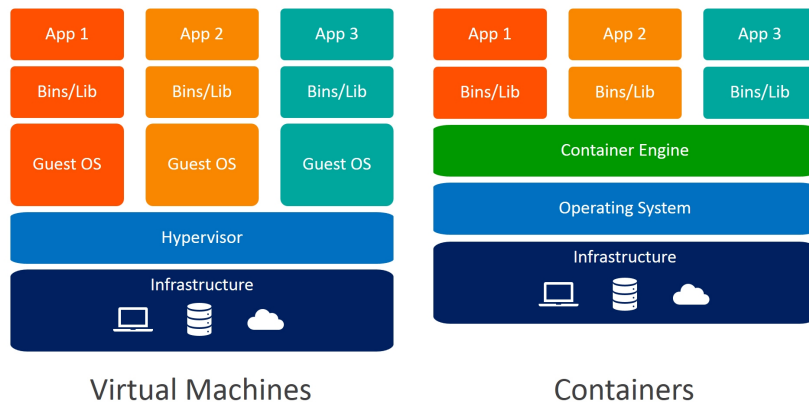 App 1
App 2
App 3
Bins/Lib
Bins/Lib
Bins/Lib
Guest OS
Guest OS
Guest OS
Hypervisor
Infrastructure
Virtual Machines
App 1
App 2
App 3
Bins/Lib
Bins/Lib
Bins/Lib
Container Engine
Operating System
Infrastructure
Containers